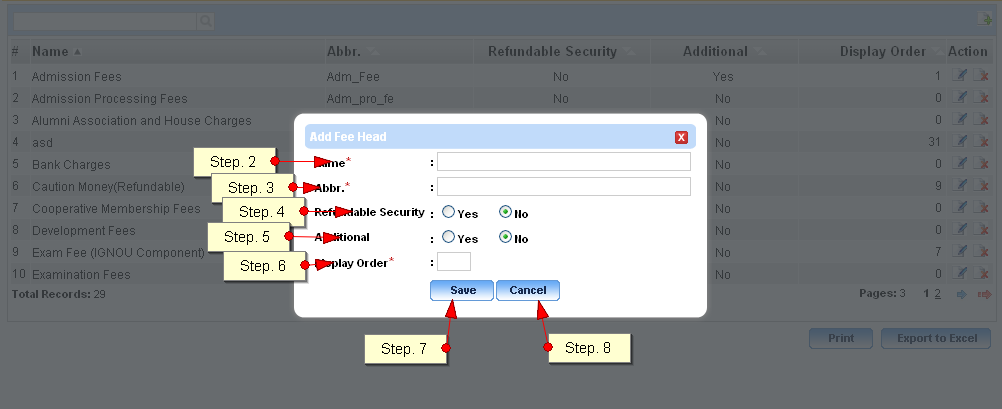 # Name Abbr. Refundable Security Additional Display Order Action
1 Admission Fees Adm_Fee No Yes 1
2 Admission Processing Fees Adm_pro_fe No No 0
3 Alumni Association and House Charges No 0
4 asd No 31
5 Bank Charges No 0
6 Caution Money(Refundable) No 9
7 Cooperative Membership Fees No 0
8 Development Fees No 0
9 Exam Fee (IGNOU Component) No 7
10 Examination Fees No 0
Total Records: 29 Pages: 3 1 2
Print Export to Excel
Add Fee Head X
Step. 2 Name* :
Step. 3 Abbr.* :
Step. 4 Refundable Security : Yes No
Step. 5 Additional : Yes No
Step. 6 Display Order* :
Save Cancel
Step. 7 Step. 8